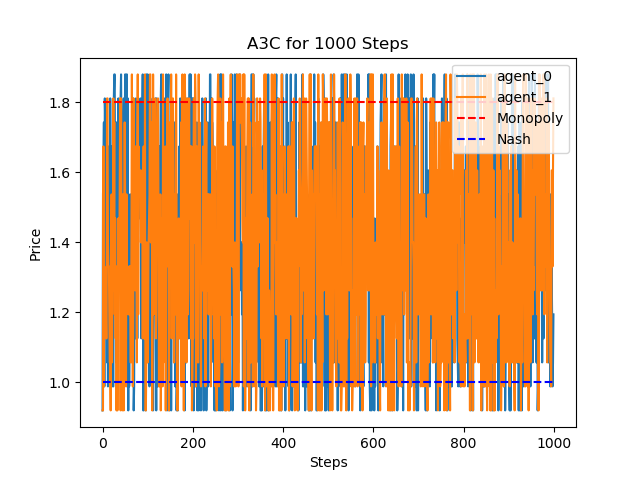 A3C for 1000 Steps
agent_0
agent_1
Monopoly
Nash
Price
1.8
1.6
1.4
1.2
1.0
0 200 400 600 800 1000
Steps